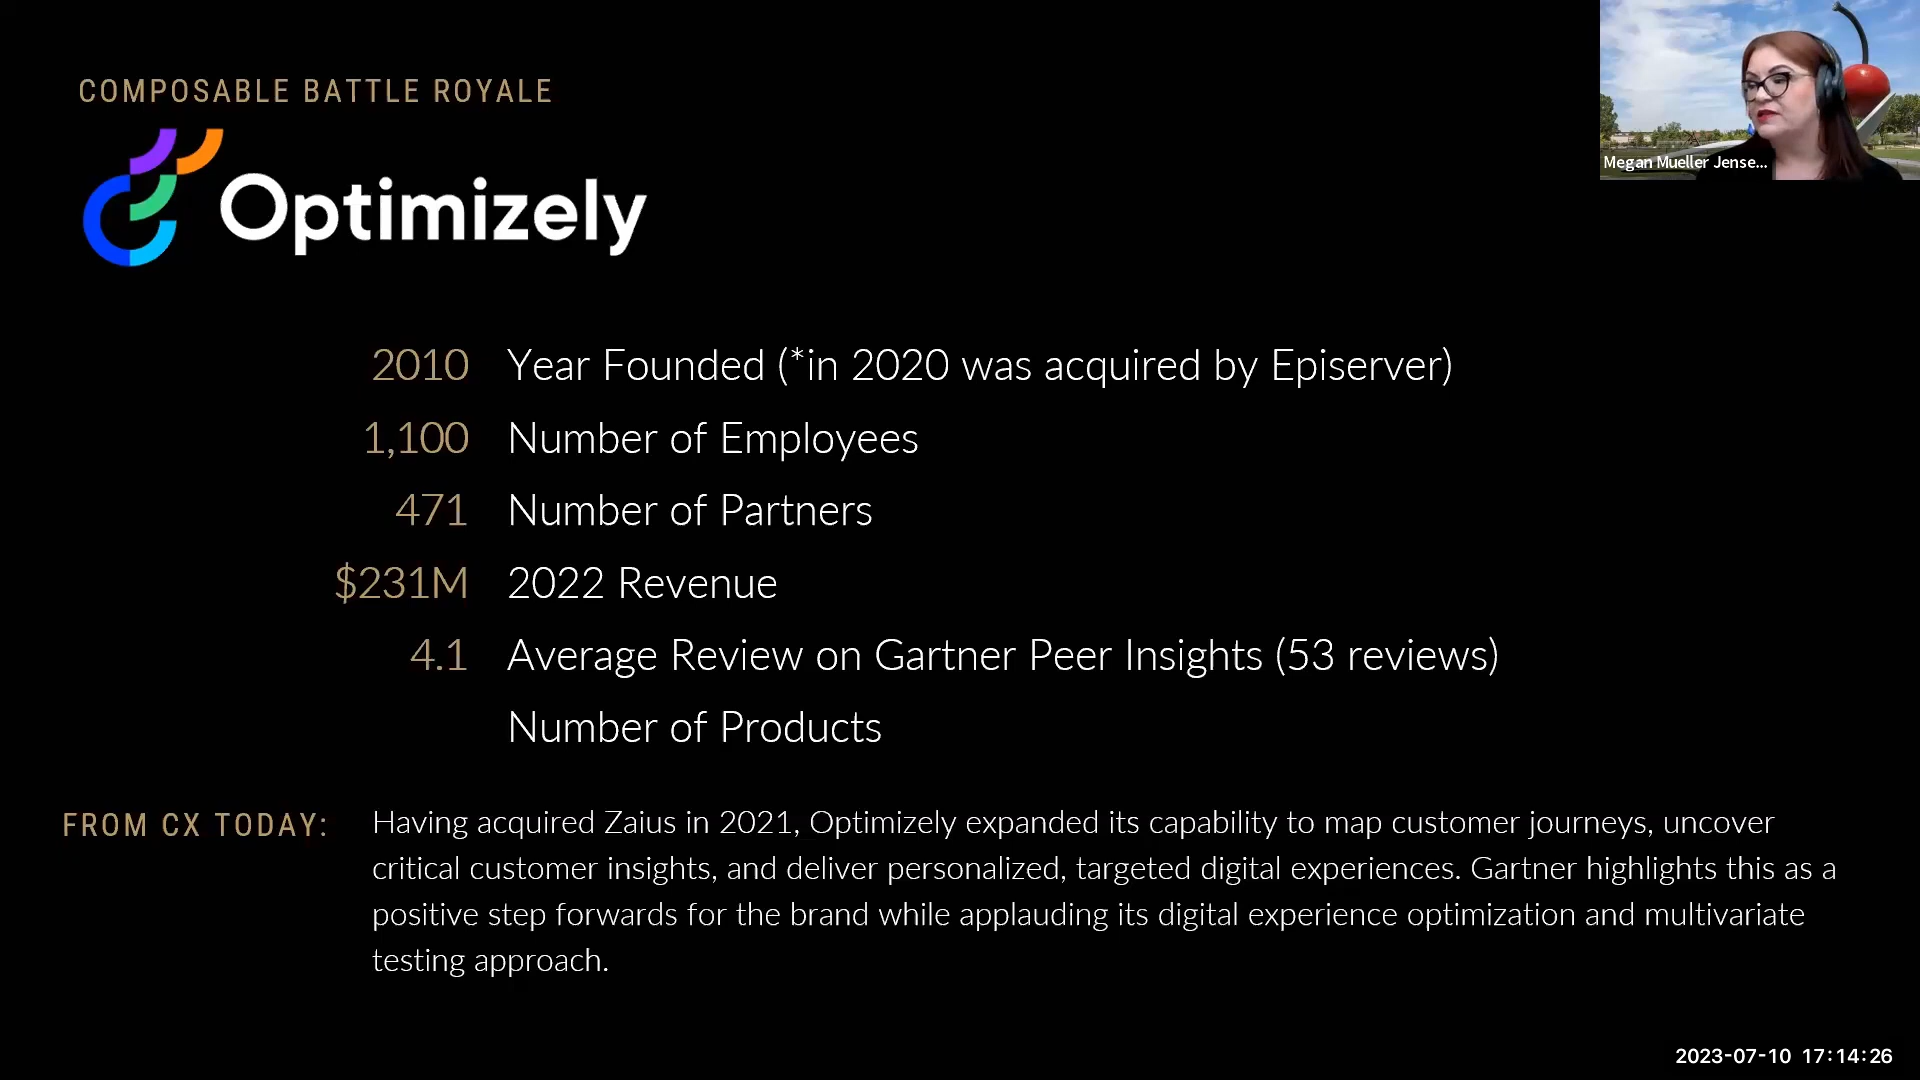 COMPOSABLE BATTLE ROYALE
Optimizely
Megan Mueller Jense...
2010 Year Founded (*in 2020 was acquired by Episerver)
1,100 Number of Employees
471 Number of Partners
$231M 2022 Revenue
4.1 Average Review on Gartner Peer Insights (53 reviews)
Number of Products
FROM CX TODAY: Having acquired Zaius in 2021, Optimizely expanded its capability to map customer journeys, uncover
critical customer insights, and deliver personalized, targeted digital experiences. Gartner highlights this as a
positive step forwards for the brand while applauding its digital experience optimization and multivariate
testing approach.
2023-07-10 17:14:26